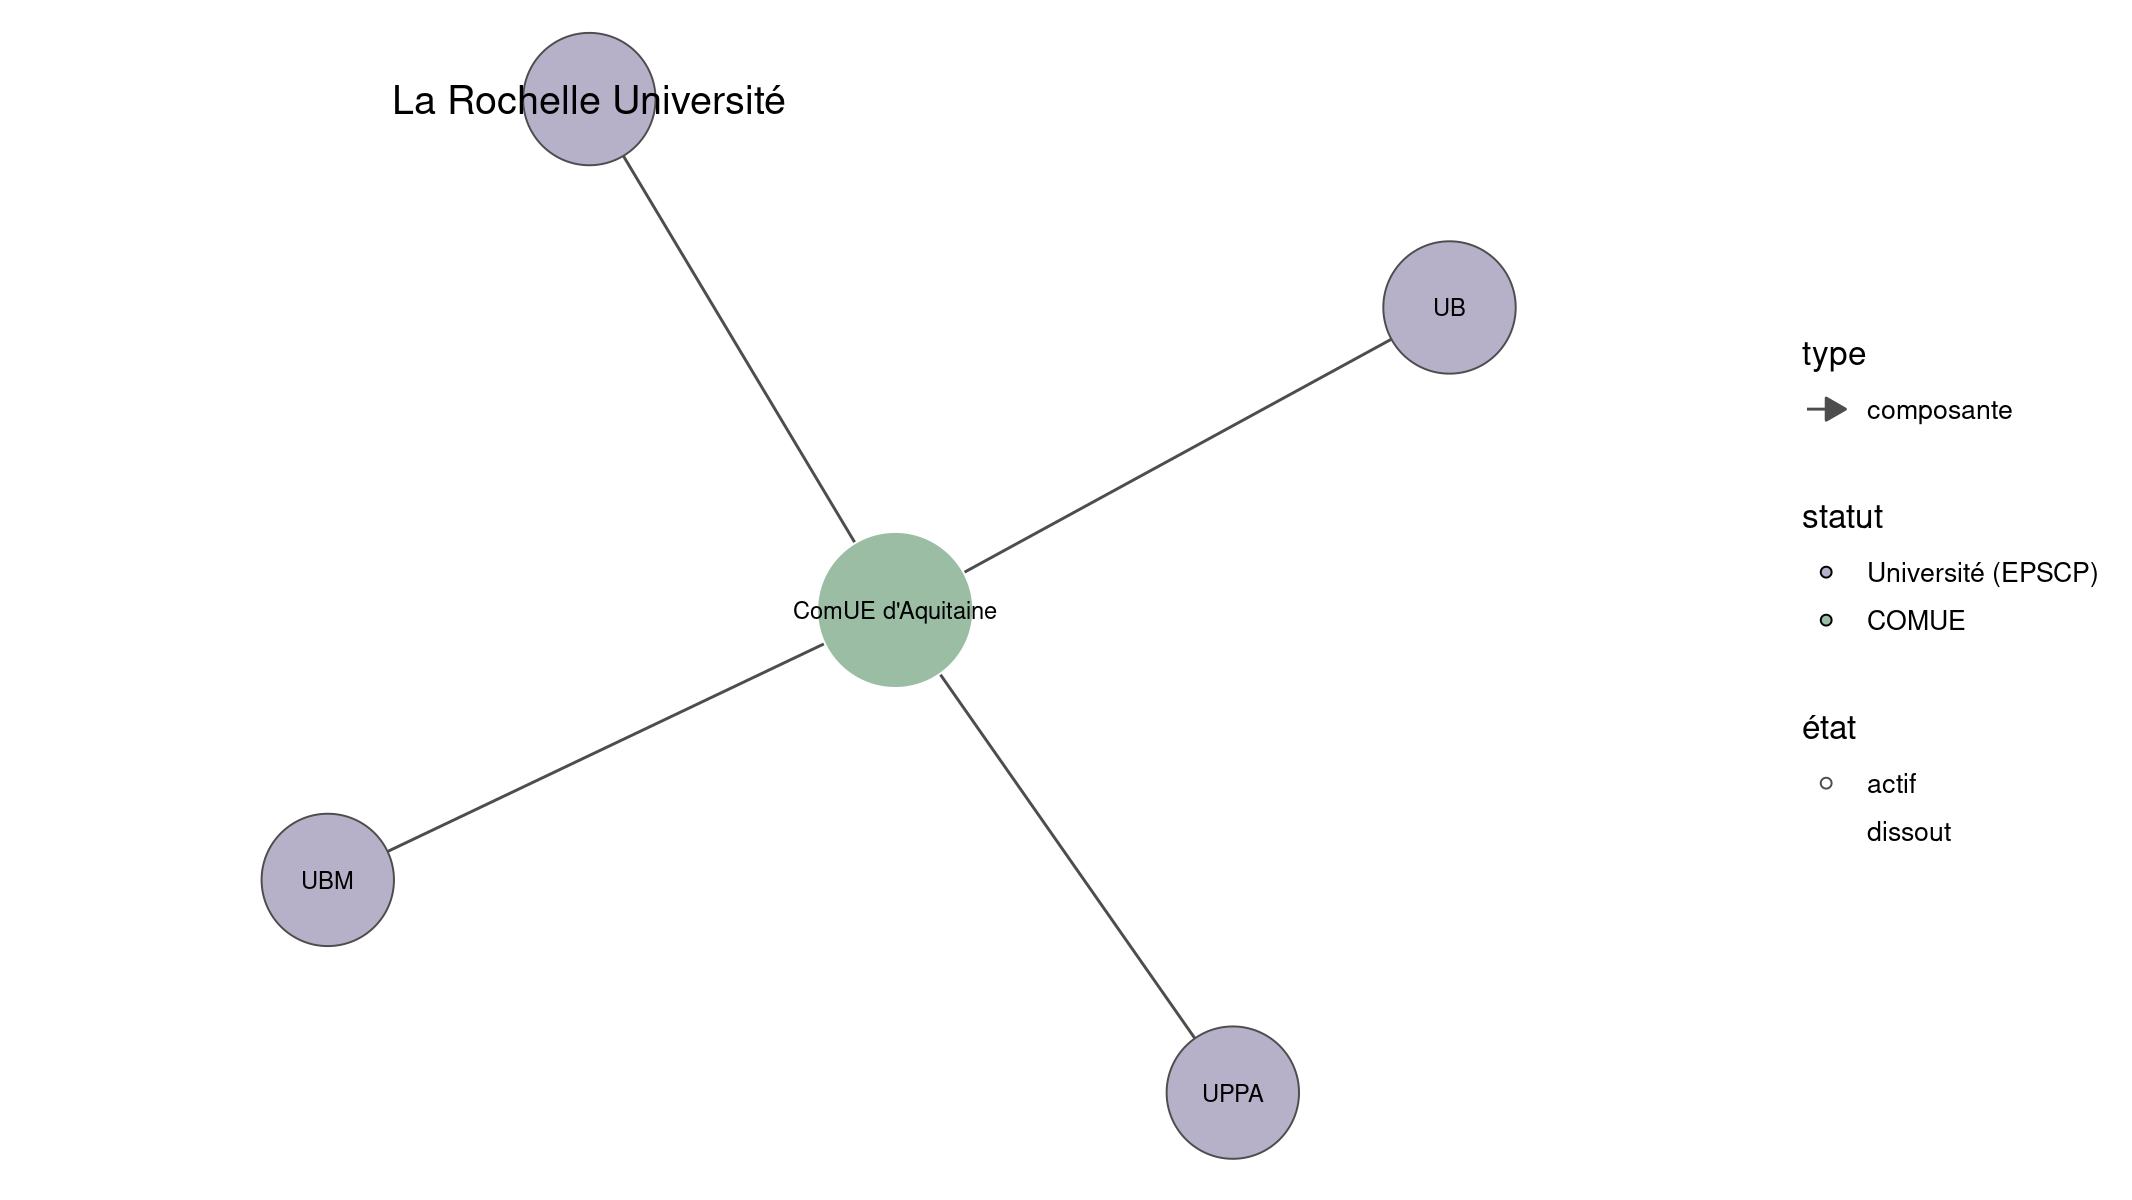 La Rochelle Université
UB
ComUE d'Aquitaine
UBM
UPPA
type
composante
statut
Université (EPSCP)
COMUE
état
actif
dissout